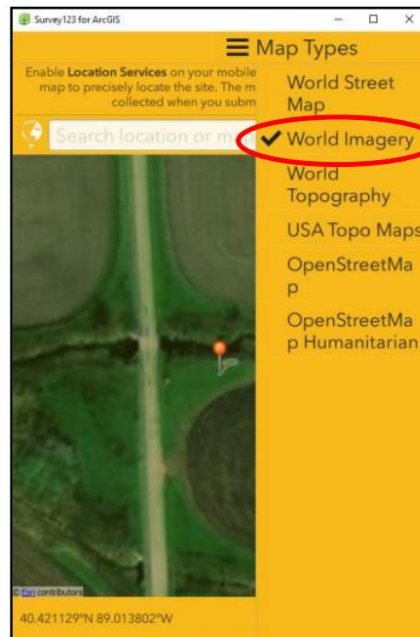 Survey123 for ArcGIS
Map Types
Enable Location Services on your mobile
map to precisely locate the site. The m
collected when you subm
Search location or ma
World Street
Map
World Imagery
World
Topography
USA Topo Maps
OpenStreetMa
p
OpenStreetMa
p Humanitarian
© Esri contributors
40.421129°N 89.013802°W